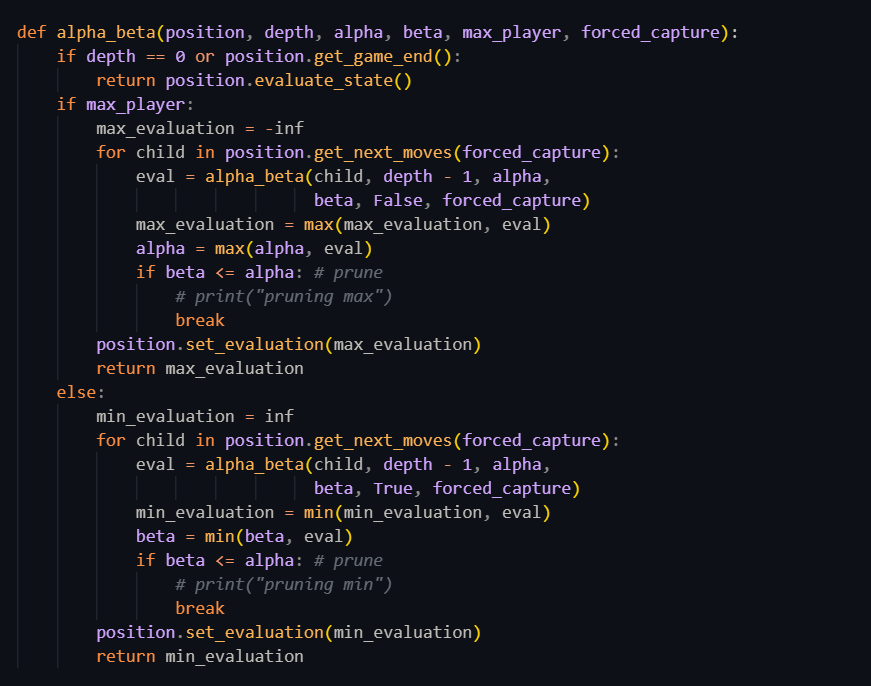 def alpha_beta(position, depth, alpha, beta, max_player, forced_capture):
    if depth == 0 or position.get_game_end():
        return position.evaluate_state()
    if max_player:
        max_evaluation = -inf
        for child in position.get_next_moves(forced_capture):
            eval = alpha_beta(child, depth - 1, alpha,
                              beta, False, forced_capture)
            max_evaluation = max(max_evaluation, eval)
            alpha = max(alpha, eval)
            if beta <= alpha: # prune
                # print("pruning max")
                break
        position.set_evaluation(max_evaluation)
        return max_evaluation
    else:
        min_evaluation = inf
        for child in position.get_next_moves(forced_capture):
            eval = alpha_beta(child, depth - 1, alpha,
                              beta, True, forced_capture)
            min_evaluation = min(min_evaluation, eval)
            beta = min(beta, eval)
            if beta <= alpha: # prune
                # print("pruning min")
                break
        position.set_evaluation(min_evaluation)
        return min_evaluation